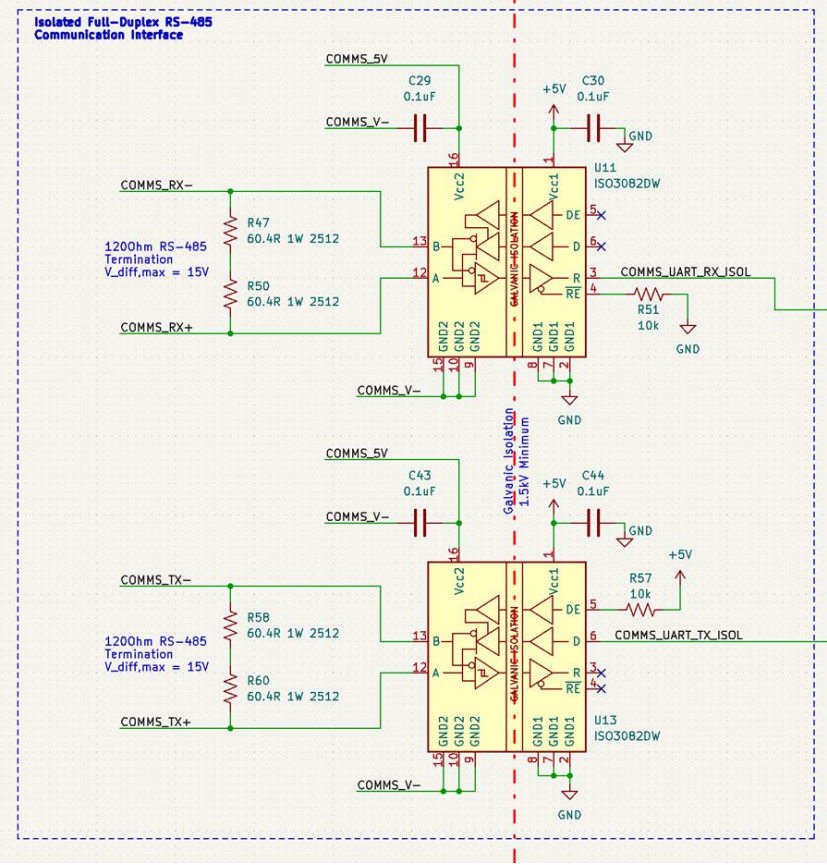 Isolated Full-Duplex RS-485
Communication Interface
COMMS_5V
C29
0.1uF
COMMS_V-
+5V
C30
0.1uF
GND
16
1
Vcc2
Vcc1
U11
ISO3082DW
COMMS_RX-
R47
60.4R 1W 2512
120Ohm RS-485
Termination
V_diff,max = 15V
R50
60.4R 1W 2512
COMMS_RX+
13
B
12
A
GALVANIC ISOLATION
DE
5
D
6
R
3
RE
4
COMMS_UART_RX_ISOL
R51
10k
GND
GND2
GND2
GND2
GND1
GND1
GND1
15
10
9
8
7
2
COMMS_V-
GND
Galvanic Isolation
1.5kV Minimum
COMMS_5V
C43
0.1uF
COMMS_V-
+5V
C44
0.1uF
GND
16
1
Vcc2
Vcc1
+5V
R57
10k
COMMS_TX-
R58
60.4R 1W 2512
120Ohm RS-485
Termination
V_diff,max = 15V
R60
60.4R 1W 2512
COMMS_TX+
13
B
12
A
GALVANIC ISOLATION
DE
5
D
6
COMMS_UART_TX_ISOL
R
3
RE
4
U13
ISO3082DW
GND2
GND2
GND2
GND1
GND1
GND1
15
10
9
8
7
2
COMMS_V-
GND